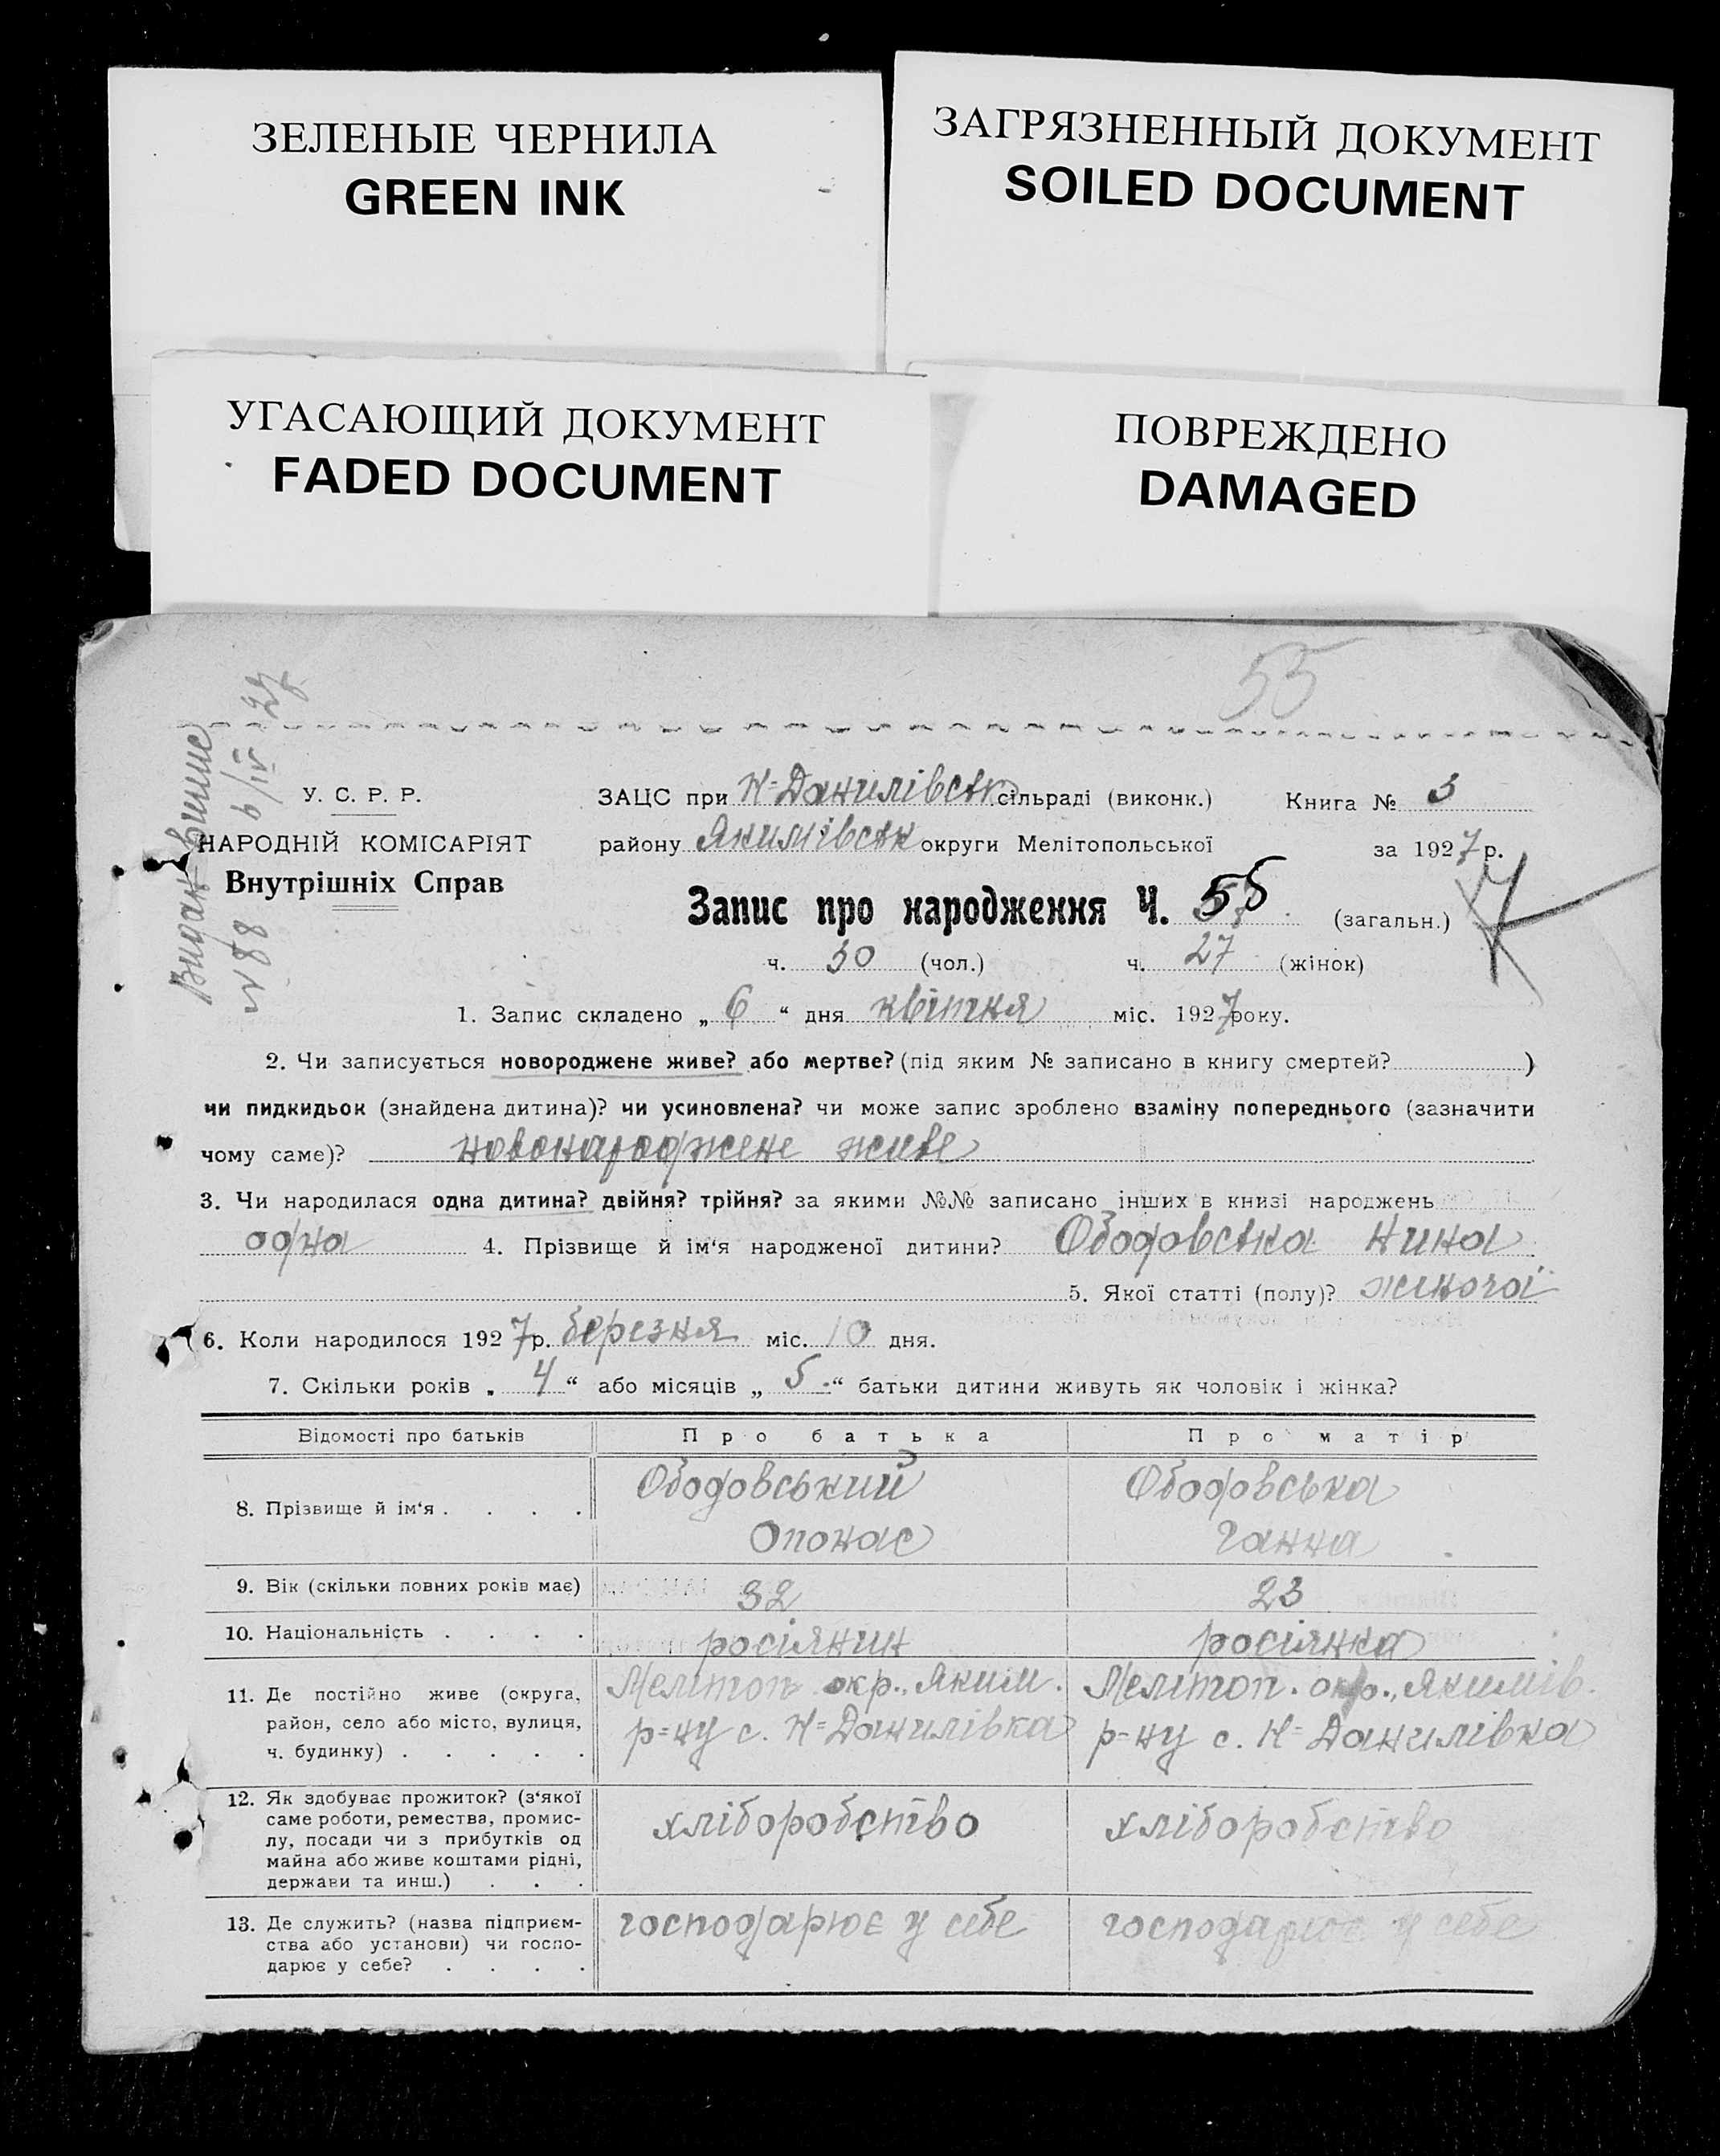 ЗЕЛЕНЫЕ ЧЕРНИЛА
GREEN INK
ЗАГРЯЗНЕННЫЙ ДОКУМЕНТ
SOILED DOCUMENT
УГАСАЮЩИЙ ДОКУМЕНТ
FADED DOCUMENT
ПОВРЕЖДЕНО
DAMAGED
55
Видан випис
№ 88 6/IV 27
У. С. Р. Р.
НАРОДНІЙ КОМІСАРІЯТ
Внутрішніх Справ
ЗАЦС при Н=Данилівськ сільраді (виконк.) Книга № 3
району Якимівськ округи Мелітопольської за 1927 р.
Запис про народження Ч. 55 (загальн.)
ч. 30 (чол.) ч. 27 (жінок)
1. Запис складено „ 6 “ дня квітня міс. 1927 року.
2. Чи записується новороджене живе? або мертве? (під яким № записано в книгу смертей? )
чи пидкидьок (знайдена дитина)? чи усиновлена? чи може запис зроблено взаміну попереднього (зазначити
чому саме)? новонароджене живе
3. Чи народилася одна дитина? двійня? трійня? за якими №№ записано інших в книзі народжень
одна 4. Прізвище й ім‘я народженої дитини? Ободовська Нина
5. Якої статті (полу)? жіночої
6. Коли народилося 1927 р. березня міс. 10 дня.
7. Скільки років „ 4 “ або місяців „ 5 “ батьки дитини живуть як чоловік і жінка?
Відомості про батьків Про батька Про матір
8. Прізвище й ім‘я . . . . Ободовський Опонас Ободовська Ганна
9. Вік (скільки повних років має) 32 23
10. Національність . . . . росіянин росіянка
11. Де постійно живе (округа,
район, село або місто, вулиця,
ч. будинку) . . . . .
Мелітоп. окр., Яким.
р=ну с. Н=Данилівка
Мелітоп. окр., Якимів.
р=ну с. Н=Данилівка
12. Як здобуває прожиток? (з‘якої
саме роботи, ремества, промис-
лу, посади чи з прибутків од
майна або живе коштами рідні,
держави та инш.) . . .
хліборобство
хліборобство
13. Де служить? (назва підприєм-
ства або установи) чи госпо-
дарює у себе? . . . .
господарює у себе
господарює у себе